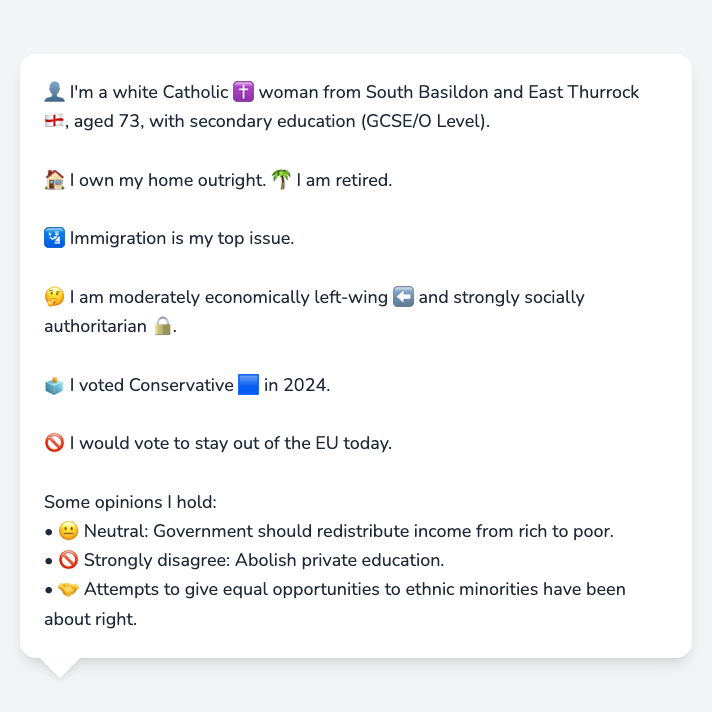 👤 I'm a white Catholic ✝️ woman from South Basildon and East Thurrock
🏴󠁧󠁢󠁥󠁮󠁧󠁿, aged 73, with secondary education (GCSE/O Level).
🏠 I own my home outright. 🌴 I am retired.
🛂 Immigration is my top issue.
🤔 I am moderately economically left-wing ⬅️ and strongly socially
authoritarian 🔒.
🗳️ I voted Conservative 🟦 in 2024.
🚫 I would vote to stay out of the EU today.
Some opinions I hold:
• 😐 Neutral: Government should redistribute income from rich to poor.
• 🚫 Strongly disagree: Abolish private education.
• 🤝 Attempts to give equal opportunities to ethnic minorities have been
about right.